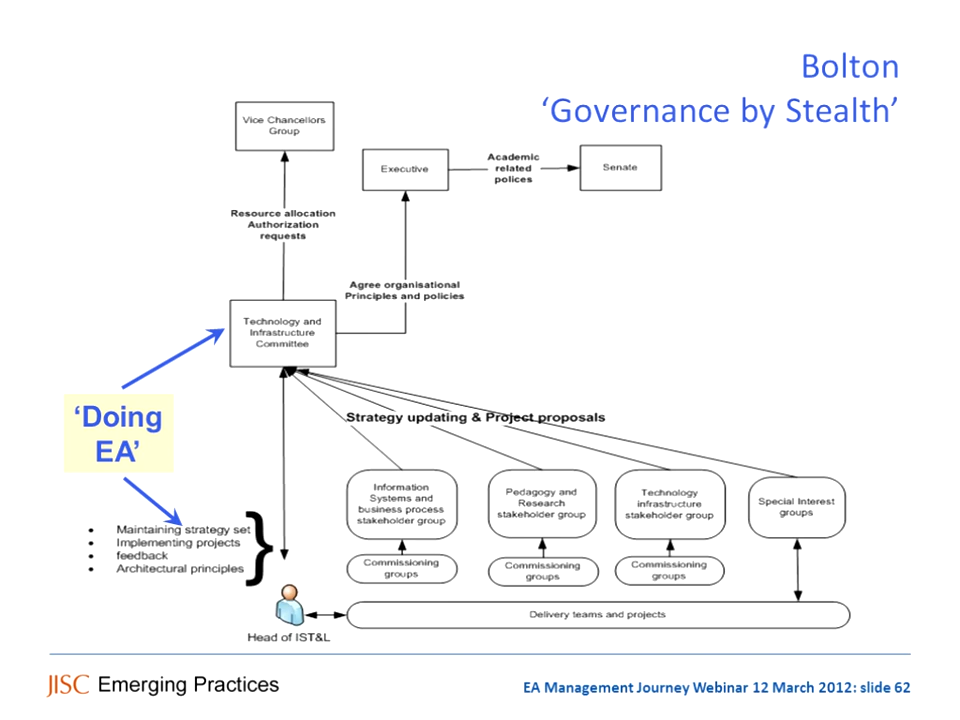 Bolton
‘Governance by Stealth’
Vice Chancellors
Group
Executive
Academic
related
polices
Senate
Resource allocation
Authorization
requests
Agree organisational
Principles and policies
Technology and
Infrastructure
Committee
‘Doing
EA’
Strategy updating & Project proposals
Information
Systems and
business process
stakeholder group
Pedagogy and
Research
stakeholder group
Technology
infrastructure
stakeholder group
Special Interest
groups
• Maintaining strategy set
• Implementing projects
• feedback
• Architectural principles
Commissioning
groups
Commissioning
groups
Commissioning
groups
Delivery teams and projects
Head of IST&L
JISC Emerging Practices
EA Management Journey Webinar 12 March 2012: slide 62